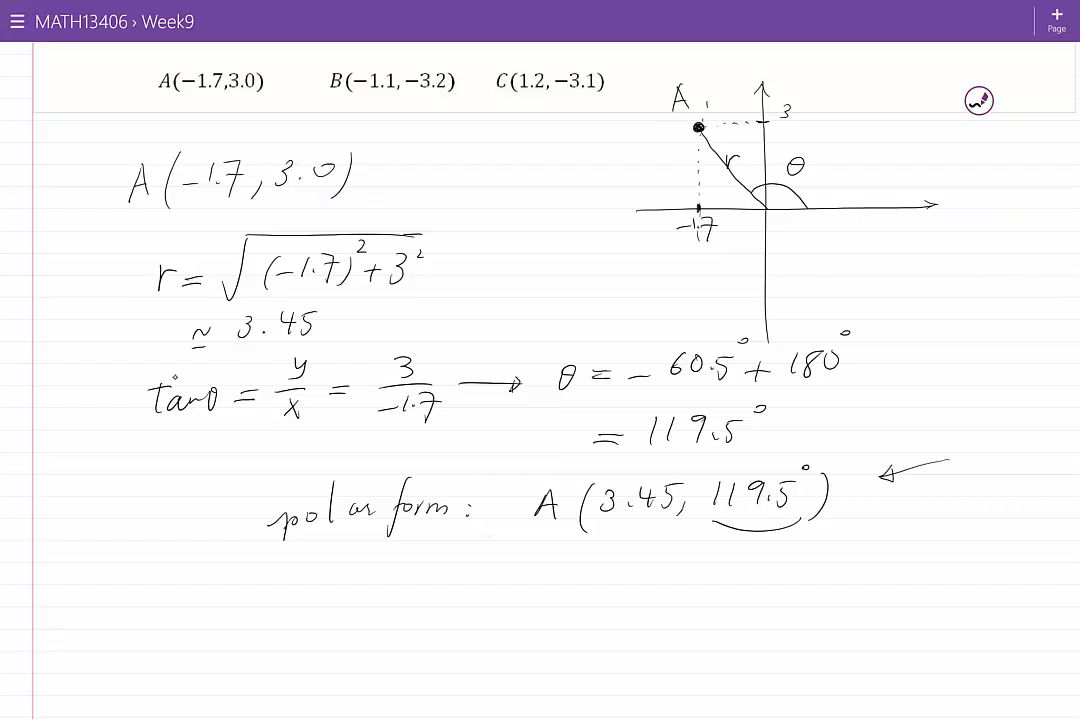 MATH13406 › Week9
Page
A(−1.7,3.0) B(−1.1,−3.2) C(1.2,−3.1)
A
3
r θ
-1.7
A(-1.7, 3.0)
r = √(-1.7)² + 3²
≃ 3.45
tanθ = y/x = 3/-1.7 → θ = - 60.5° + 180°
= 119.5°
polar form: A (3.45, 119.5°)